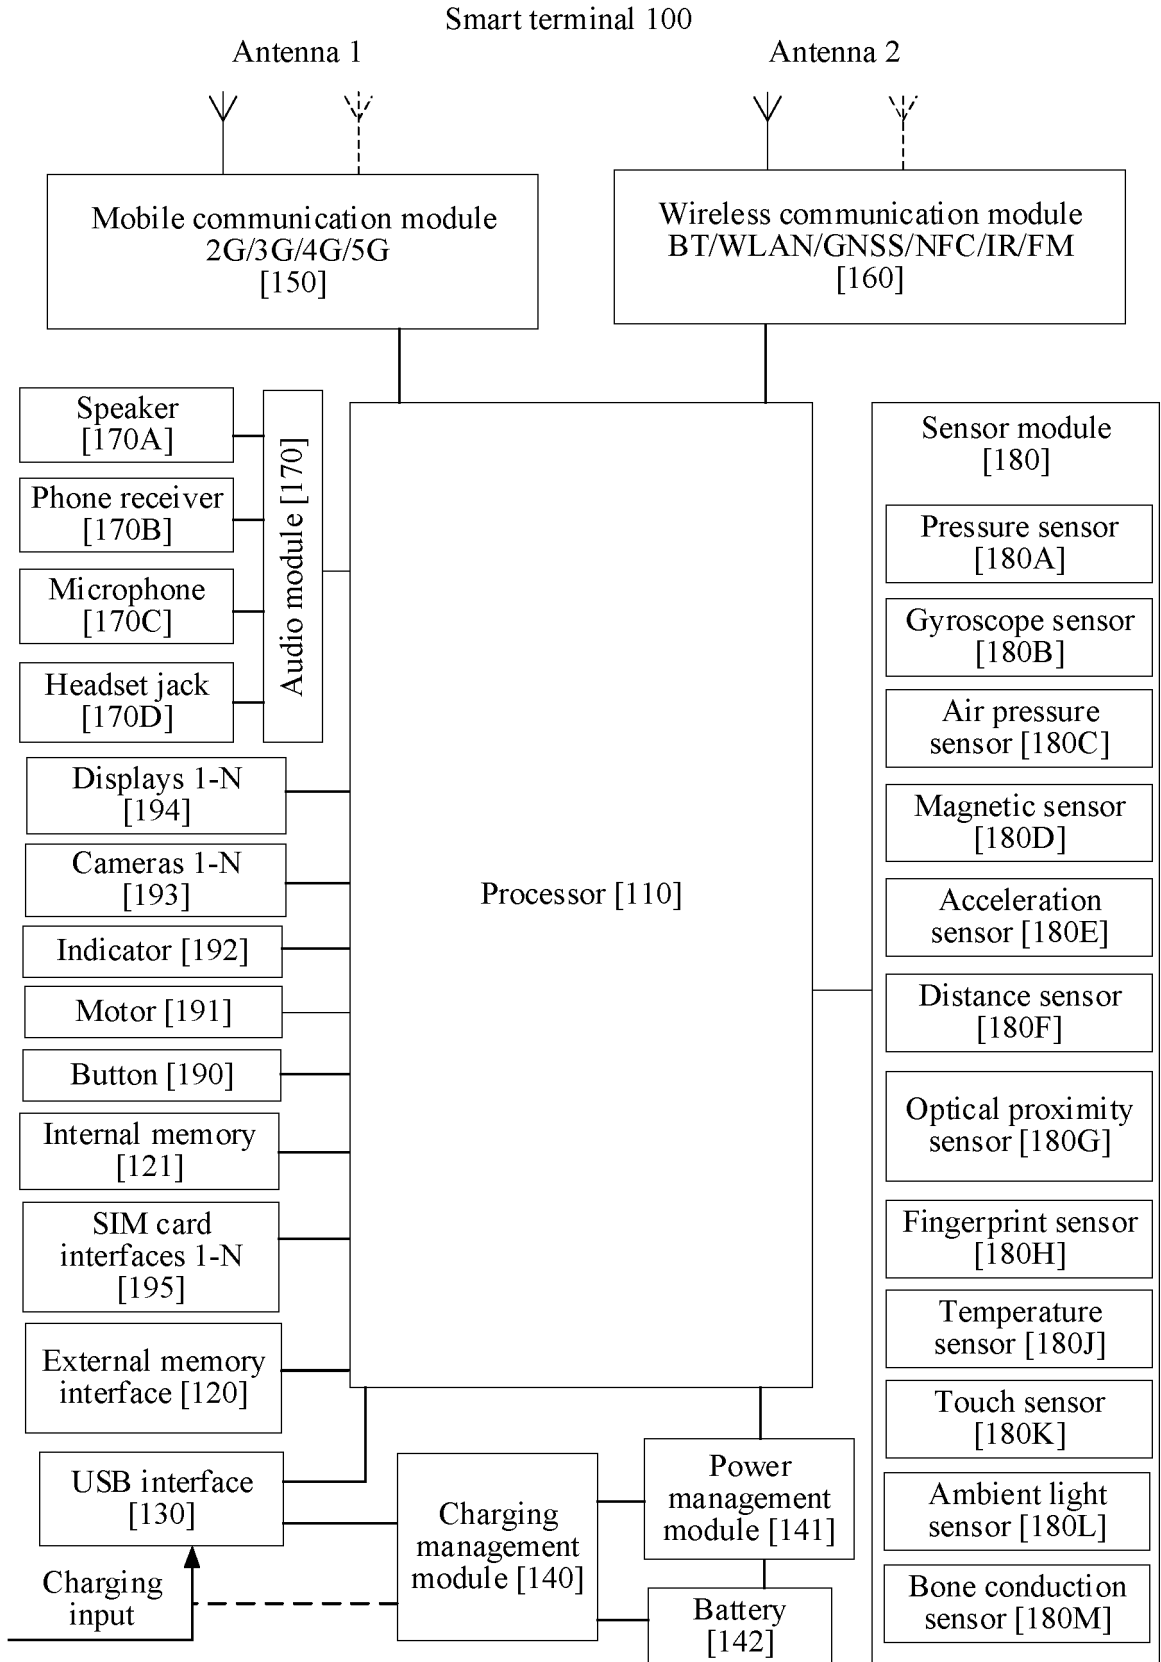 Smart terminal 100
Antenna 1
Antenna 2
Mobile communication module
2G/3G/4G/5G
[150]
Wireless communication module
BT/WLAN/GNSS/NFC/IR/FM
[160]
Speaker
[170A]
Phone receiver
[170B]
Microphone
[170C]
Headset jack
[170D]
Audio module [170]
Displays 1-N
[194]
Cameras 1-N
[193]
Indicator [192]
Motor [191]
Button [190]
Internal memory
[121]
SIM card
interfaces 1-N
[195]
External memory
interface [120]
USB interface
[130]
Charging
input
Processor [110]
Charging
management
module [140]
Power
management
module [141]
Battery
[142]
Sensor module
[180]
Pressure sensor
[180A]
Gyroscope sensor
[180B]
Air pressure
sensor [180C]
Magnetic sensor
[180D]
Acceleration
sensor [180E]
Distance sensor
[180F]
Optical proximity
sensor [180G]
Fingerprint sensor
[180H]
Temperature
sensor [180J]
Touch sensor
[180K]
Ambient light
sensor [180L]
Bone conduction
sensor [180M]